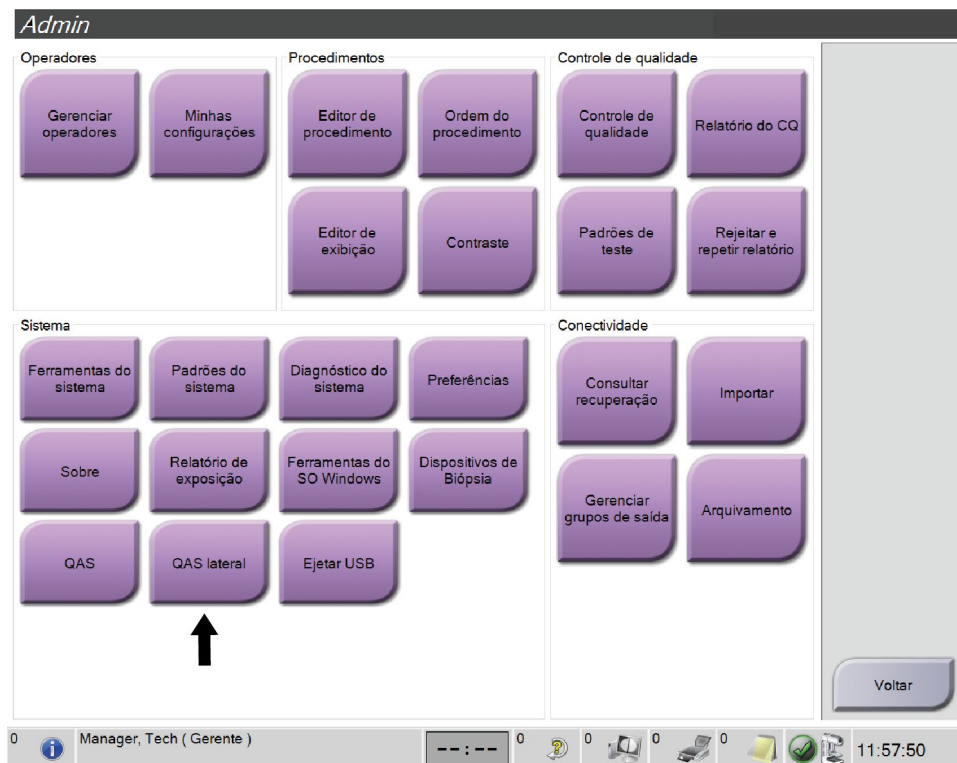 Admin
Operadores
Gerenciar
operadores
Minhas
configurações
Procedimentos
Editor de
procedimento
Ordem do
procedimento
Editor de
exibição
Contraste
Controle de qualidade
Controle de
qualidade
Relatório do CQ
Padrões de
teste
Rejeitar e
repetir relatório
Sistema
Ferramentas do
sistema
Padrões do
sistema
Diagnóstico do
sistema
Preferências
Sobre
Relatório de
exposição
Ferramentas do
SO Windows
Dispositivos de
Biópsia
QAS
QAS lateral
Ejetar USB
Conectividade
Consultar
recuperação
Importar
Gerenciar
grupos de saída
Arquivamento
Voltar
0
Manager, Tech ( Gerente )
--:--
0
0
0
0
11:57:50